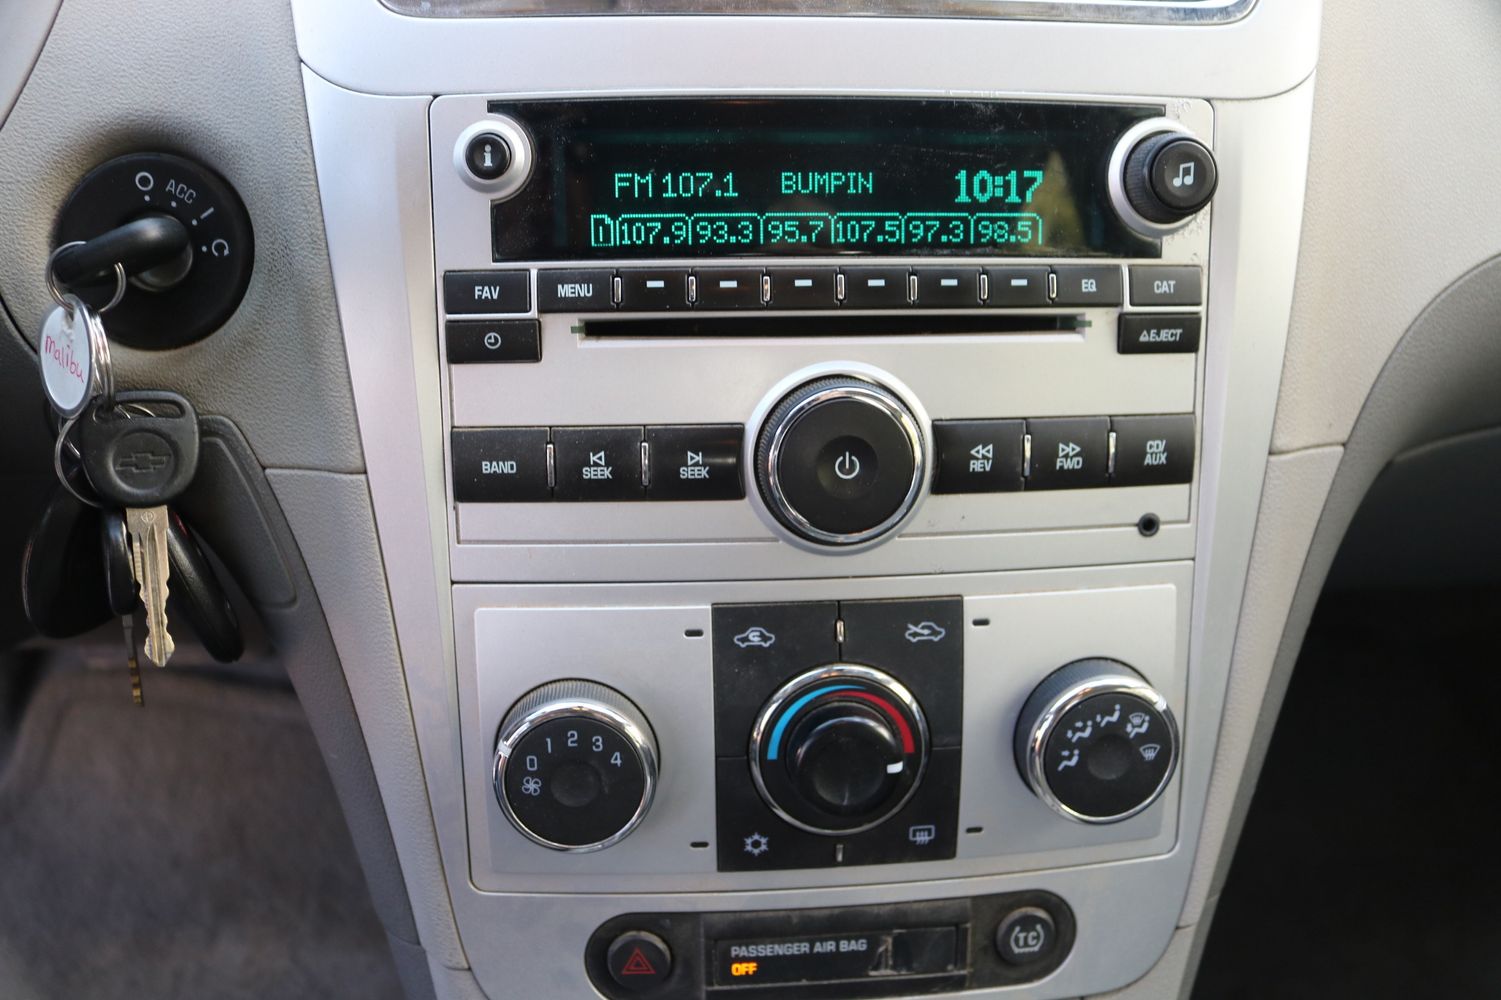 ACC
malibu
i
FM 107.1 BUMPIN 10:17
1 107.9 93.3 95.7 107.5 97.3 98.5
FAV MENU EQ CAT
EJECT
BAND SEEK SEEK REV FWD CD/AUX
0 1 2 3 4
PASSENGER AIR BAG
OFF
TC